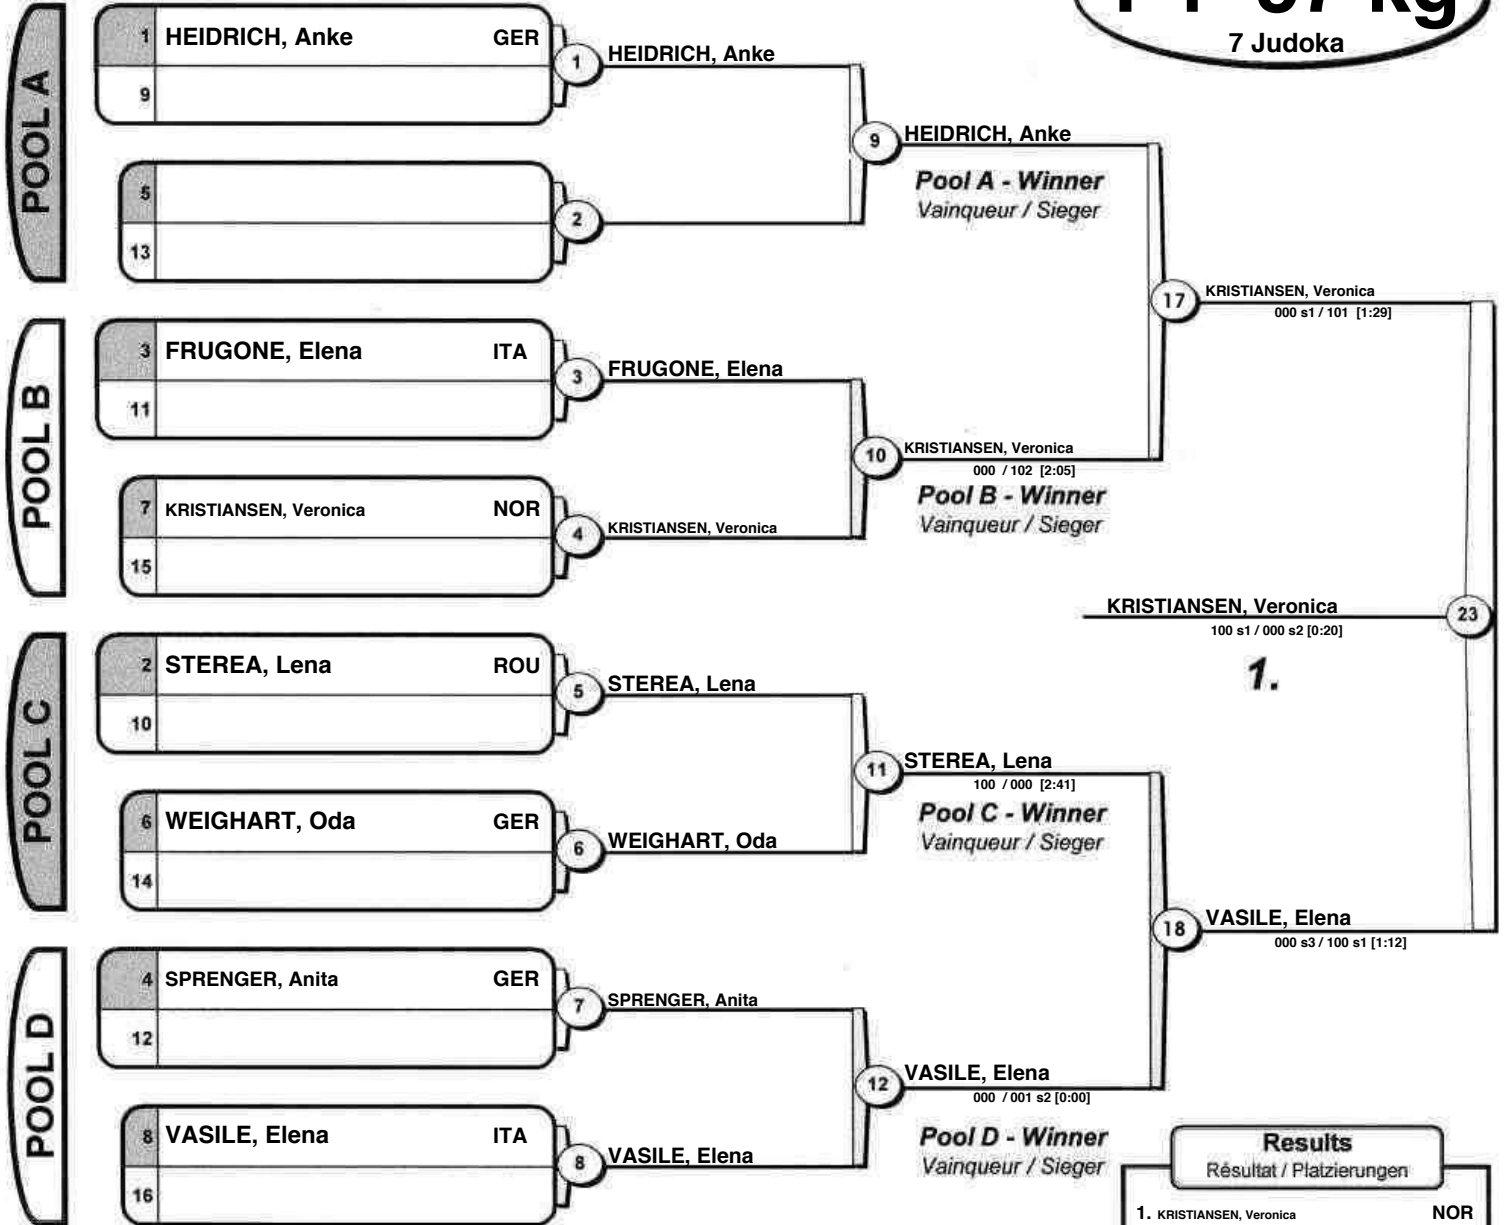 7 Judoka
POOL A
1 HEIDRICH, Anke GER
9
1 HEIDRICH, Anke
5
13
2
9 HEIDRICH, Anke
Pool A - Winner
Vainqueur / Sieger
POOL B
3 FRUGONE, Elena ITA
11
3 FRUGONE, Elena
7 KRISTIANSEN, Veronica NOR
15
4 KRISTIANSEN, Veronica
10 KRISTIANSEN, Veronica
000 / 102 [2:05]
Pool B - Winner
Vainqueur / Sieger
17 KRISTIANSEN, Veronica
000 s1 / 101 [1:29]
KRISTIANSEN, Veronica 23
100 s1 / 000 s2 [0:20]
1.
POOL C
2 STEREA, Lena ROU
10
5 STEREA, Lena
6 WEIGHART, Oda GER
14
6 WEIGHART, Oda
11 STEREA, Lena
100 / 000 [2:41]
Pool C - Winner
Vainqueur / Sieger
18 VASILE, Elena
000 s3 / 100 s1 [1:12]
POOL D
4 SPRENGER, Anita GER
12
7 SPRENGER, Anita
8 VASILE, Elena ITA
16
8 VASILE, Elena
12 VASILE, Elena
000 / 001 s2 [0:00]
Pool D - Winner
Vainqueur / Sieger
Results
Résultat / Platzierungen
1. KRISTIANSEN, Veronica NOR